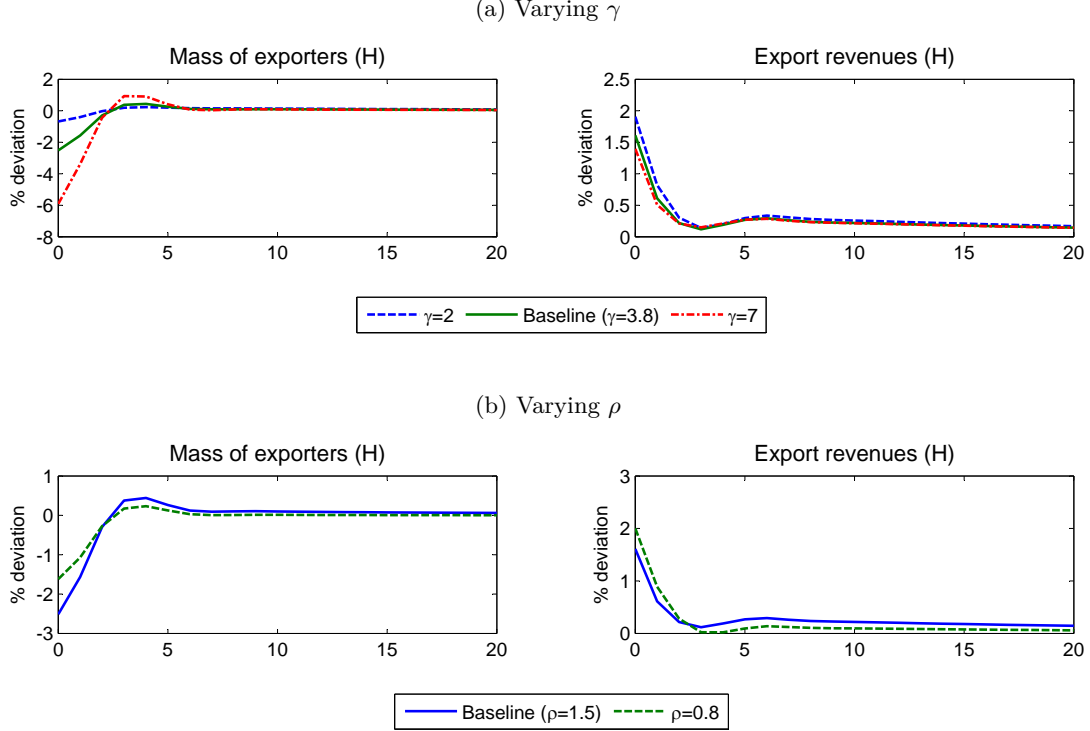 (a) Varying γ
Mass of exporters (H)
Export revenues (H)
% deviation
2
0
-2
-4
-6
-8
0 5 10 15 20
% deviation
2.5
2
1.5
1
0.5
0
0 5 10 15 20
γ=2 Baseline (γ=3.8) γ=7
(b) Varying ρ
Mass of exporters (H)
Export revenues (H)
% deviation
1
0
-1
-2
-3
0 5 10 15 20
% deviation
3
2
1
0
0 5 10 15 20
Baseline (ρ=1.5) ρ=0.8